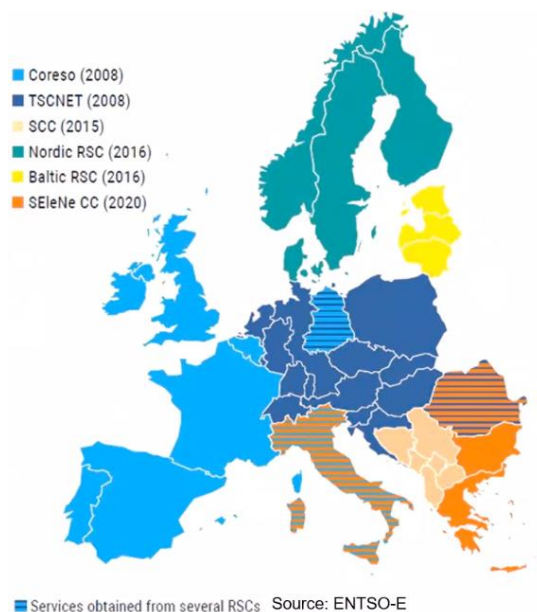 Coreso (2008)
TSCNET (2008)
SCC (2015)
Nordic RSC (2016)
Baltic RSC (2016)
SEleNe CC (2020)
Services obtained from several RSCs Source: ENTSO-E